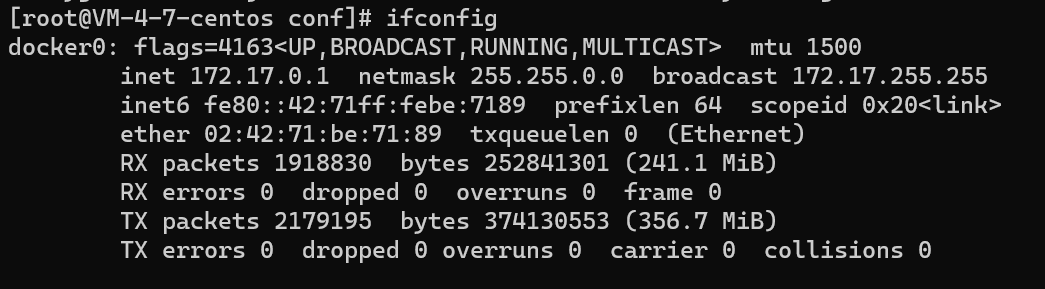 [root@VM-4-7-centos conf]# ifconfig
docker0: flags=4163<UP,BROADCAST,RUNNING,MULTICAST>  mtu 1500
        inet 172.17.0.1  netmask 255.255.0.0  broadcast 172.17.255.255
        inet6 fe80::42:71ff:febe:7189  prefixlen 64  scopeid 0x20<link>
        ether 02:42:71:be:71:89  txqueuelen 0  (Ethernet)
        RX packets 1918830  bytes 252841301 (241.1 MiB)
        RX errors 0  dropped 0  overruns 0  frame 0
        TX packets 2179195  bytes 374130553 (356.7 MiB)
        TX errors 0  dropped 0 overruns 0  carrier 0  collisions 0